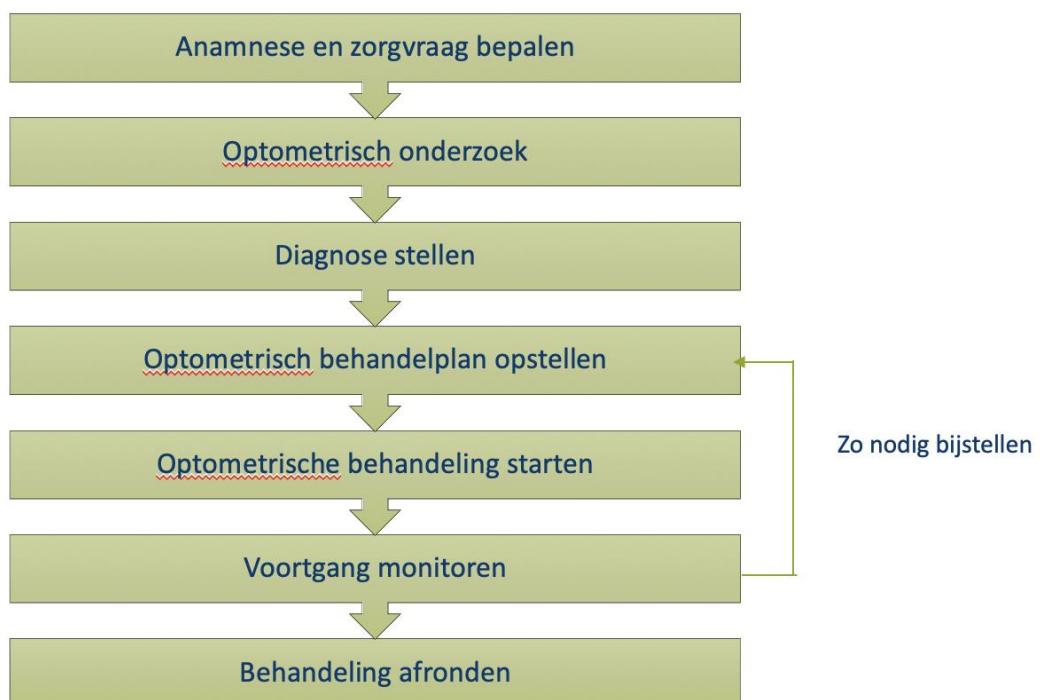 Anamnese en zorgvraag bepalen
Optometrisch onderzoek
Diagnose stellen
Optometrisch behandelplan opstellen
Zo nodig bijstellen
Optometrische behandeling starten
Voortgang monitoren
Behandeling afronden